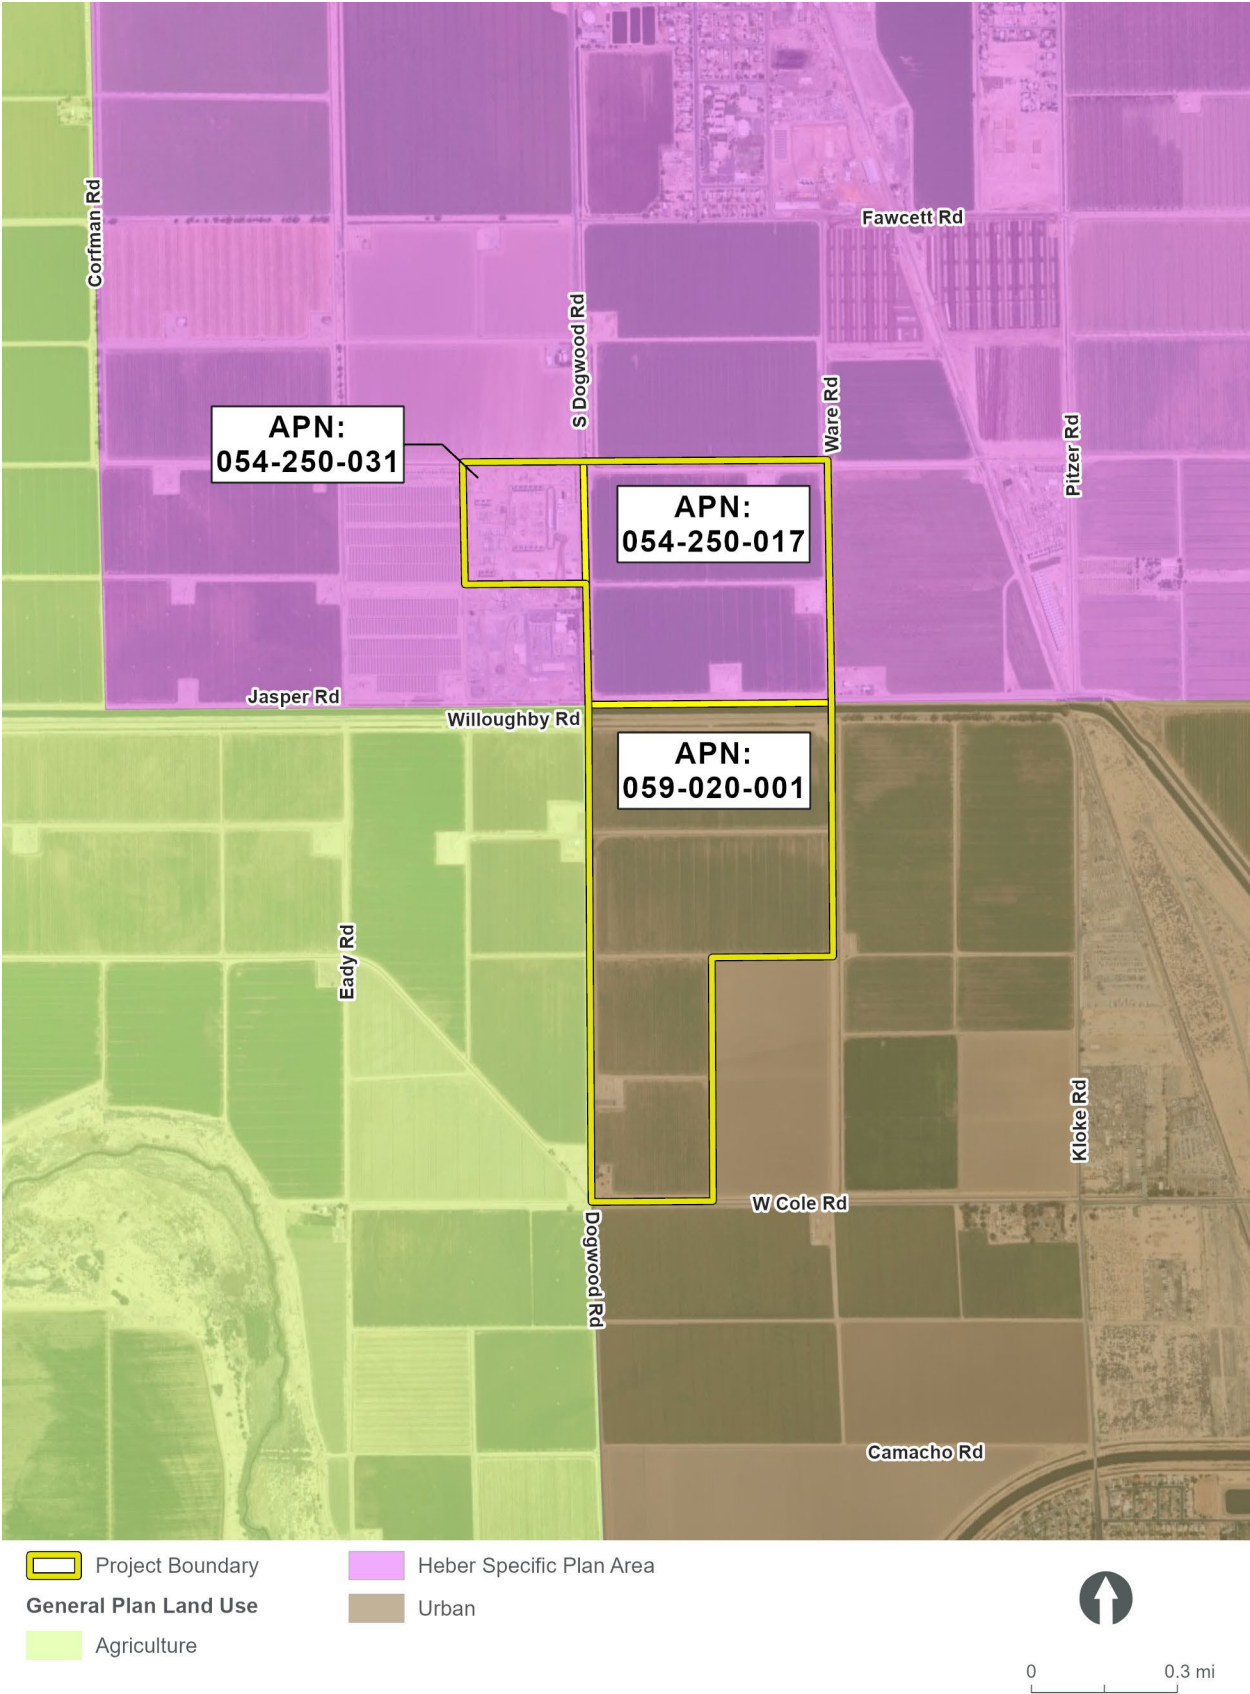 Corfman Rd
Fawcett Rd
S Dogwood Rd
Ware Rd
Pitzer Rd
APN:
054-250-031
APN:
054-250-017
Jasper Rd
Willoughby Rd
APN:
059-020-001
Eady Rd
Kloke Rd
W Cole Rd
Dogwood Rd
Camacho Rd
Project Boundary
General Plan Land Use
Agriculture
Heber Specific Plan Area
Urban
0
0.3 mi